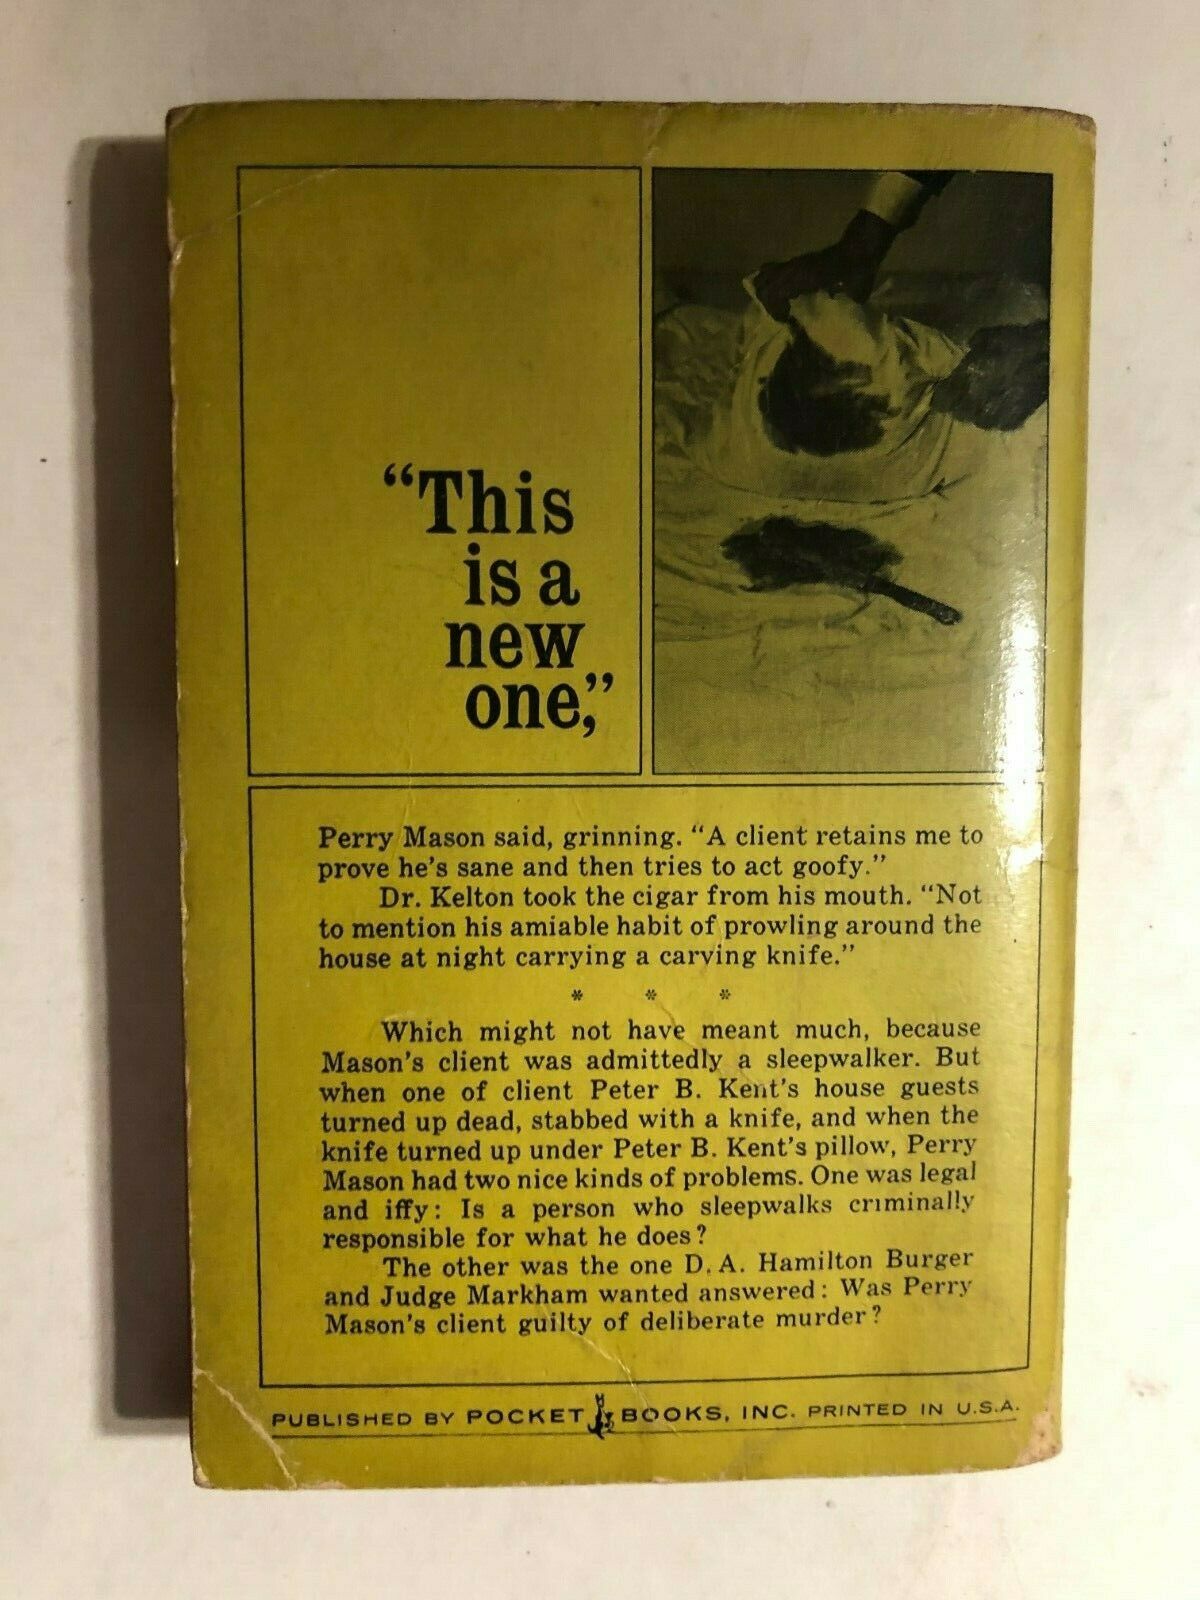 “This
is a
new
one,”
Perry Mason said, grinning. “A client retains me to
prove he's sane and then tries to act goofy.”
Dr. Kelton took the cigar from his mouth. “Not
to mention his amiable habit of prowling around the
house at night carrying a carving knife.”
* * *
Which might not have meant much, because
Mason's client was admittedly a sleepwalker. But
when one of client Peter B. Kent's house guests
turned up dead, stabbed with a knife, and when the
knife turned up under Peter B. Kent's pillow, Perry
Mason had two nice kinds of problems. One was legal
and iffy: Is a person who sleepwalks criminally
responsible for what he does?
The other was the one D.A. Hamilton Burger
and Judge Markham wanted answered: Was Perry
Mason's client guilty of deliberate murder?
PUBLISHED BY POCKET BOOKS, INC. PRINTED IN U.S.A.